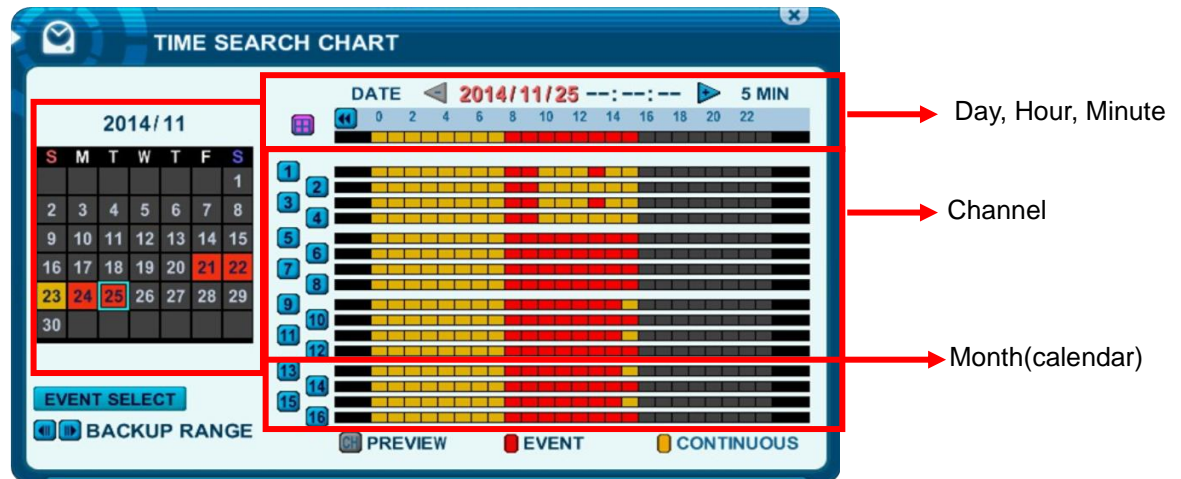 TIME SEARCH CHART
x
DATE 2014/11/25 --:--:-- 5 MIN
0 2 4 6 8 10 12 14 16 18 20 22
Day, Hour, Minute
2014/11
S M T W T F S
1
2 3 4 5 6 7 8
9 10 11 12 13 14 15
16 17 18 19 20 21 22
23 24 25 26 27 28 29
30
1
2
3
4
5
6
7
8
9
10
11
12
13
14
15
16
Channel
Month(calendar)
EVENT SELECT
BACKUP RANGE
CH PREVIEW EVENT CONTINUOUS